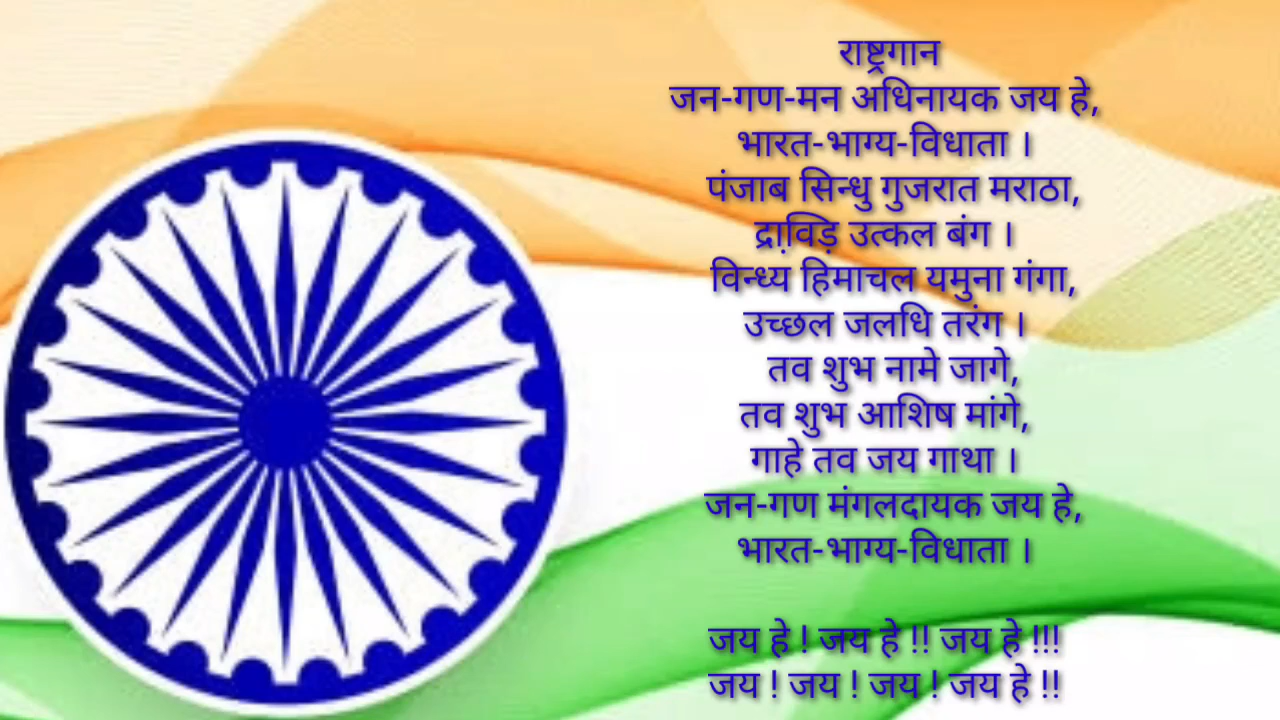 राष्ट्रगान
जन-गण-मन अधिनायक जय हे,
भारत-भाग्य-विधाता ।
पंजाब सिन्धु गुजरात मराठा,
द्रा़विड़ उत्कल बंग ।
विन्ध्य हिमाचल यमुना गंगा,
उच्छल जलधि तरंग ।
तव शुभ नामे जागे,
तव शुभ आशिष मांगे,
गाहे तव जय गाथा ।
जन-गण मंगलदायक जय हे,
भारत-भाग्य-विधाता ।
जय हे ! जय हे !! जय हे !!!
जय ! जय ! जय ! जय हे !!